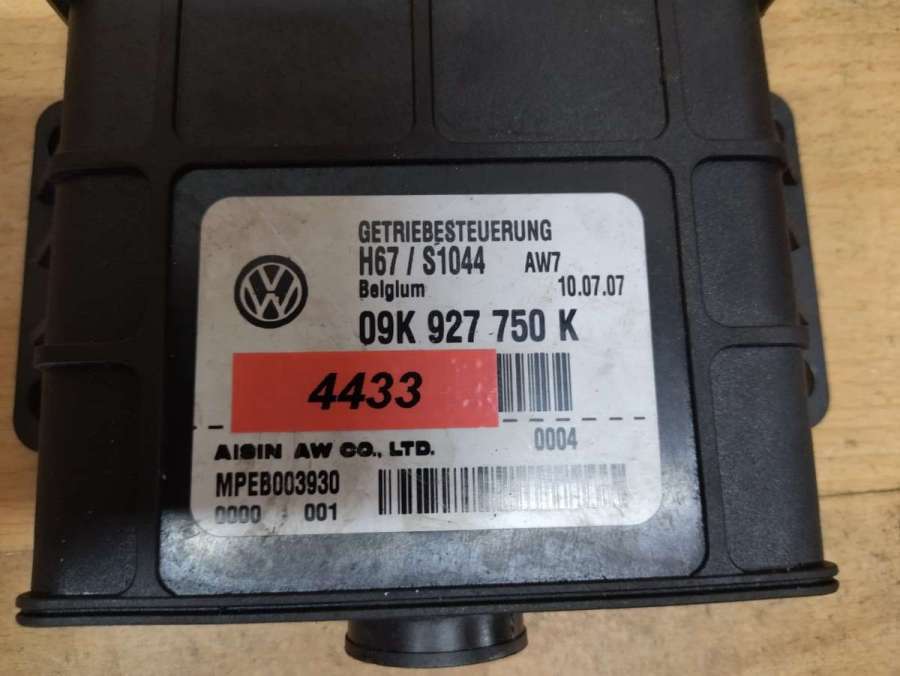 GETRIEBESTEUERUNG
H67 / S1044 AW7
Belgium 10.07.07
09K 927 750 K
4433
0004
AISIN AW CO., LTD.
MPEB003930
0000 001